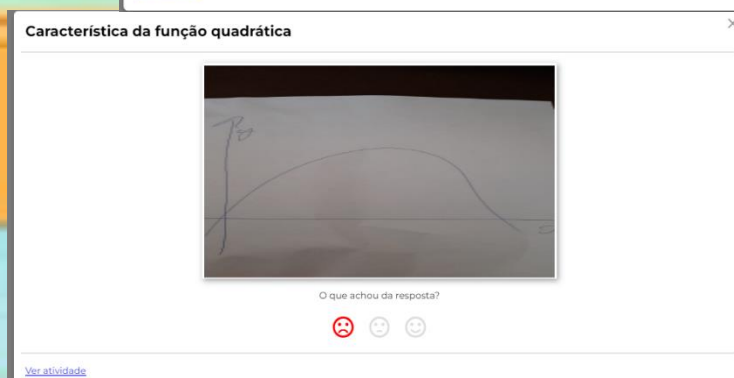 Característica da função quadrática
y
O que achou da resposta?
Ver atividade